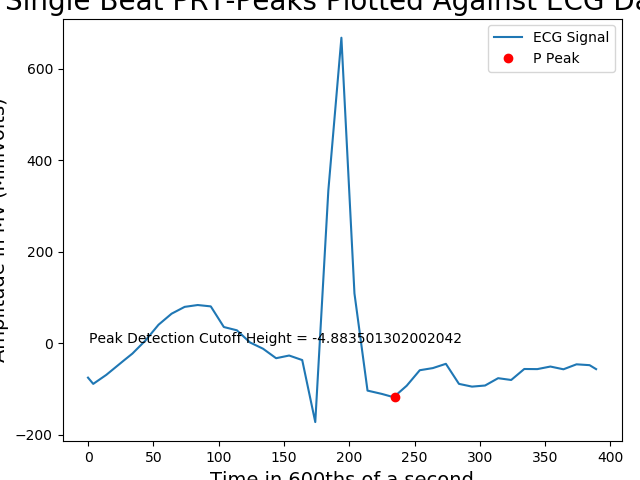 Single Beat PRT-Peaks Plotted Against ECG Da
ECG Signal
P Peak
Amplitude in MV (Millivolts)
600
400
200
0
−200
Peak Detection Cutoff Height = -4.883501302002042
0 50 100 150 200 250 300 350 400
Time in 600ths of a second